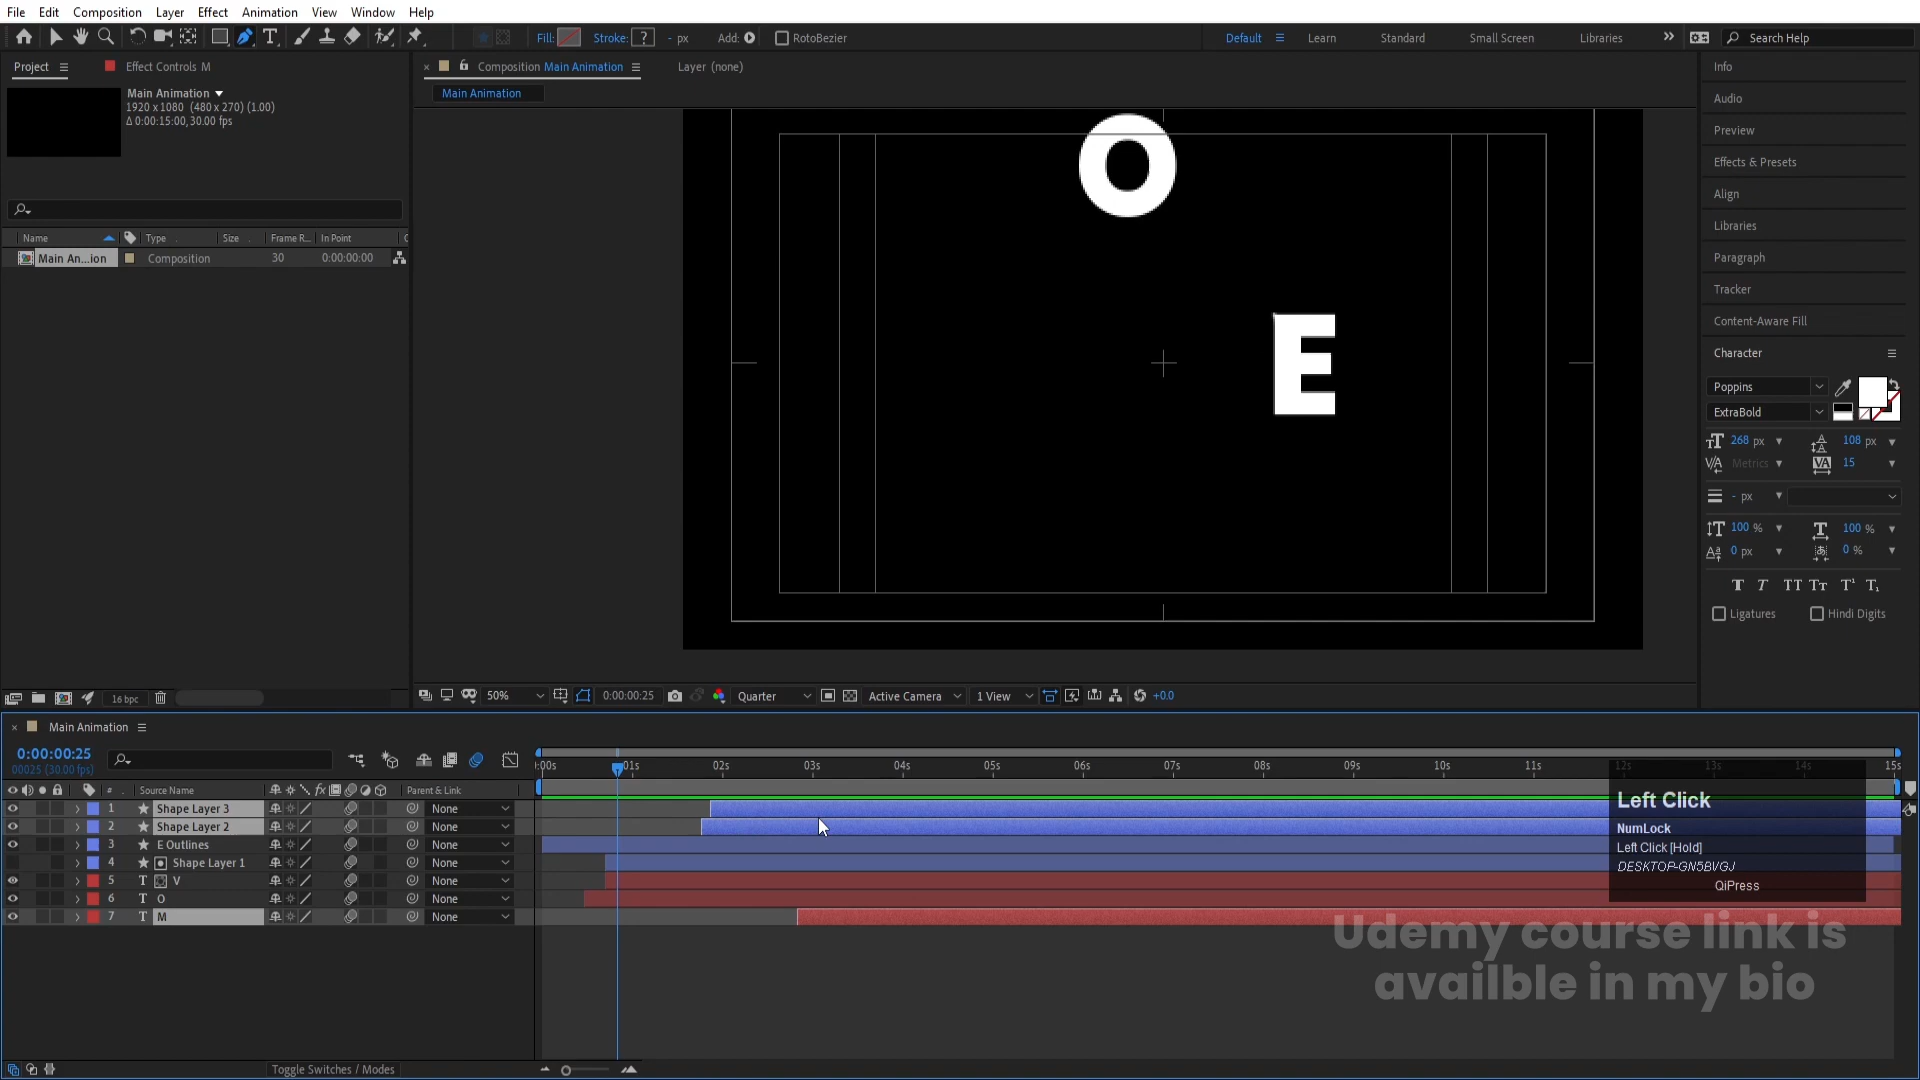 File Edit Composition Layer Effect Animation View Window Help
Fill: Stroke: ? - px Add: RotoBezier Default Learn Standard Small Screen Libraries Search Help
Project Effect Controls M
Composition Main Animation Layer (none)
Main Animation
1920 x 1080 (480 x 270) (1.00)
Δ 0:00:15:00, 30.00 fps
Main Animation
Name Type Size Frame R... In Point
Main An...ion Composition 30 0:00:00:00
16 bpc
O
E
50% 0:00:00:25 Quarter Active Camera 1 View +0.0
Info
Audio
Preview
Effects & Presets
Align
Libraries
Paragraph
Tracker
Content-Aware Fill
Character
Poppins
ExtraBold
268 px 108 px
Metrics 15
- px
100 % 100 %
0 px 0 %
T T TT Tt T¹ T₁
Ligatures Hindi Digits
Main Animation
0:00:00:25
00025 (30.00 fps)
:00s 01s 02s 03s 04s 05s 06s 07s 08s 09s 10s 11s 12s 13s 14s 15s
# Source Name Parent & Link
1 Shape Layer 3 None
2 Shape Layer 2 None
3 E Outlines None
4 Shape Layer 1 None
5 T V None
6 T O None
7 T M None
Toggle Switches / Modes
Left Click
NumLock
Left Click [Hold]
DESKTOP-GN5BVGJ
QiPress
Udemy course link is
availble in my bio